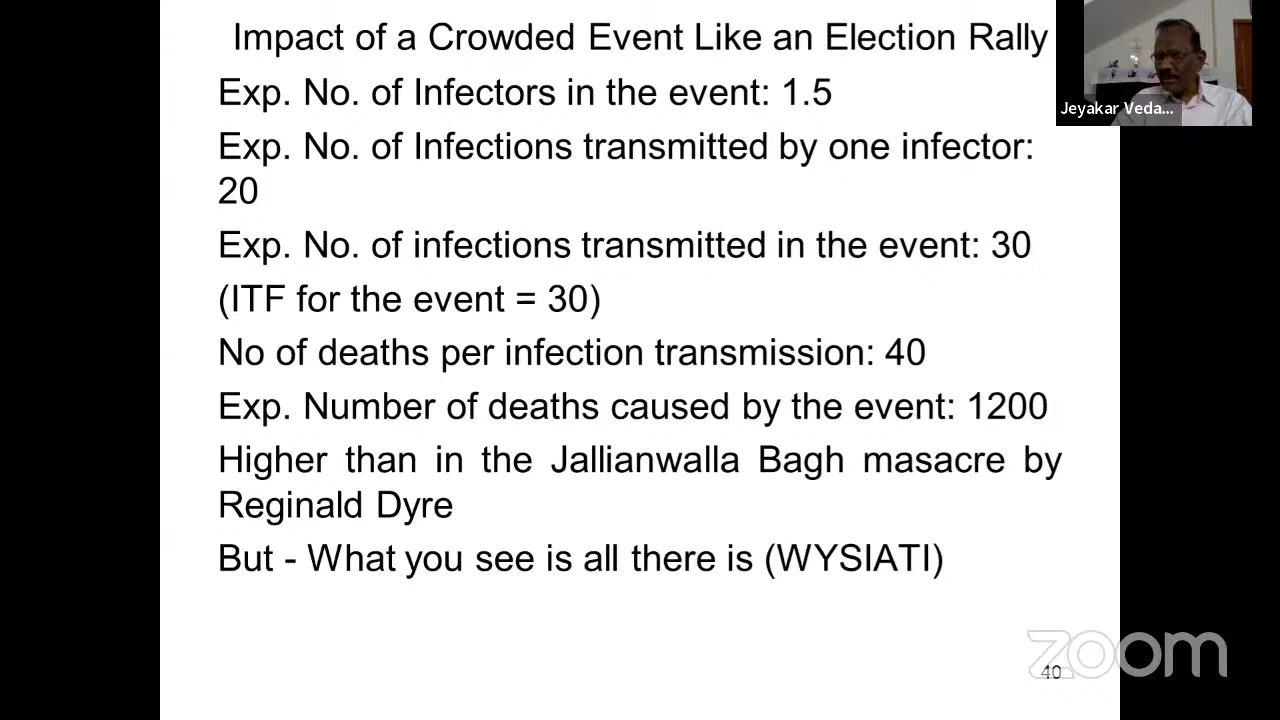 Impact of a Crowded Event Like an Election Rally
Exp. No. of Infectors in the event: 1.5
Exp. No. of Infections transmitted by one infector:
20
Exp. No. of infections transmitted in the event: 30
(ITF for the event = 30)
No of deaths per infection transmission: 40
Exp. Number of deaths caused by the event: 1200
Higher than in the Jallianwalla Bagh masacre by
Reginald Dyre
But - What you see is all there is (WYSIATI)
Jeyakar Veda...
zoom
40